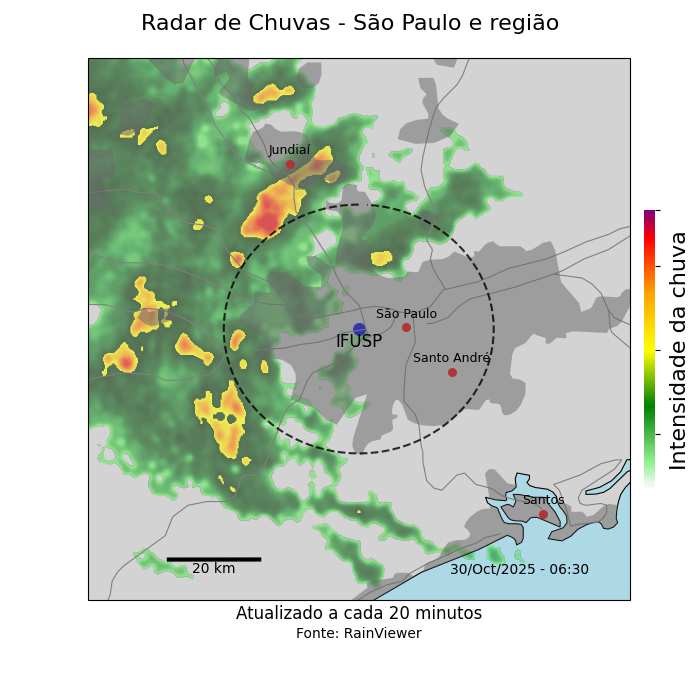 Radar de Chuvas - São Paulo e região
Jundiaí
São Paulo
IFUSP
Santo André
Santos
20 km
30/Oct/2025 - 06:30
Intensidade da chuva
Atualizado a cada 20 minutos
Fonte: RainViewer